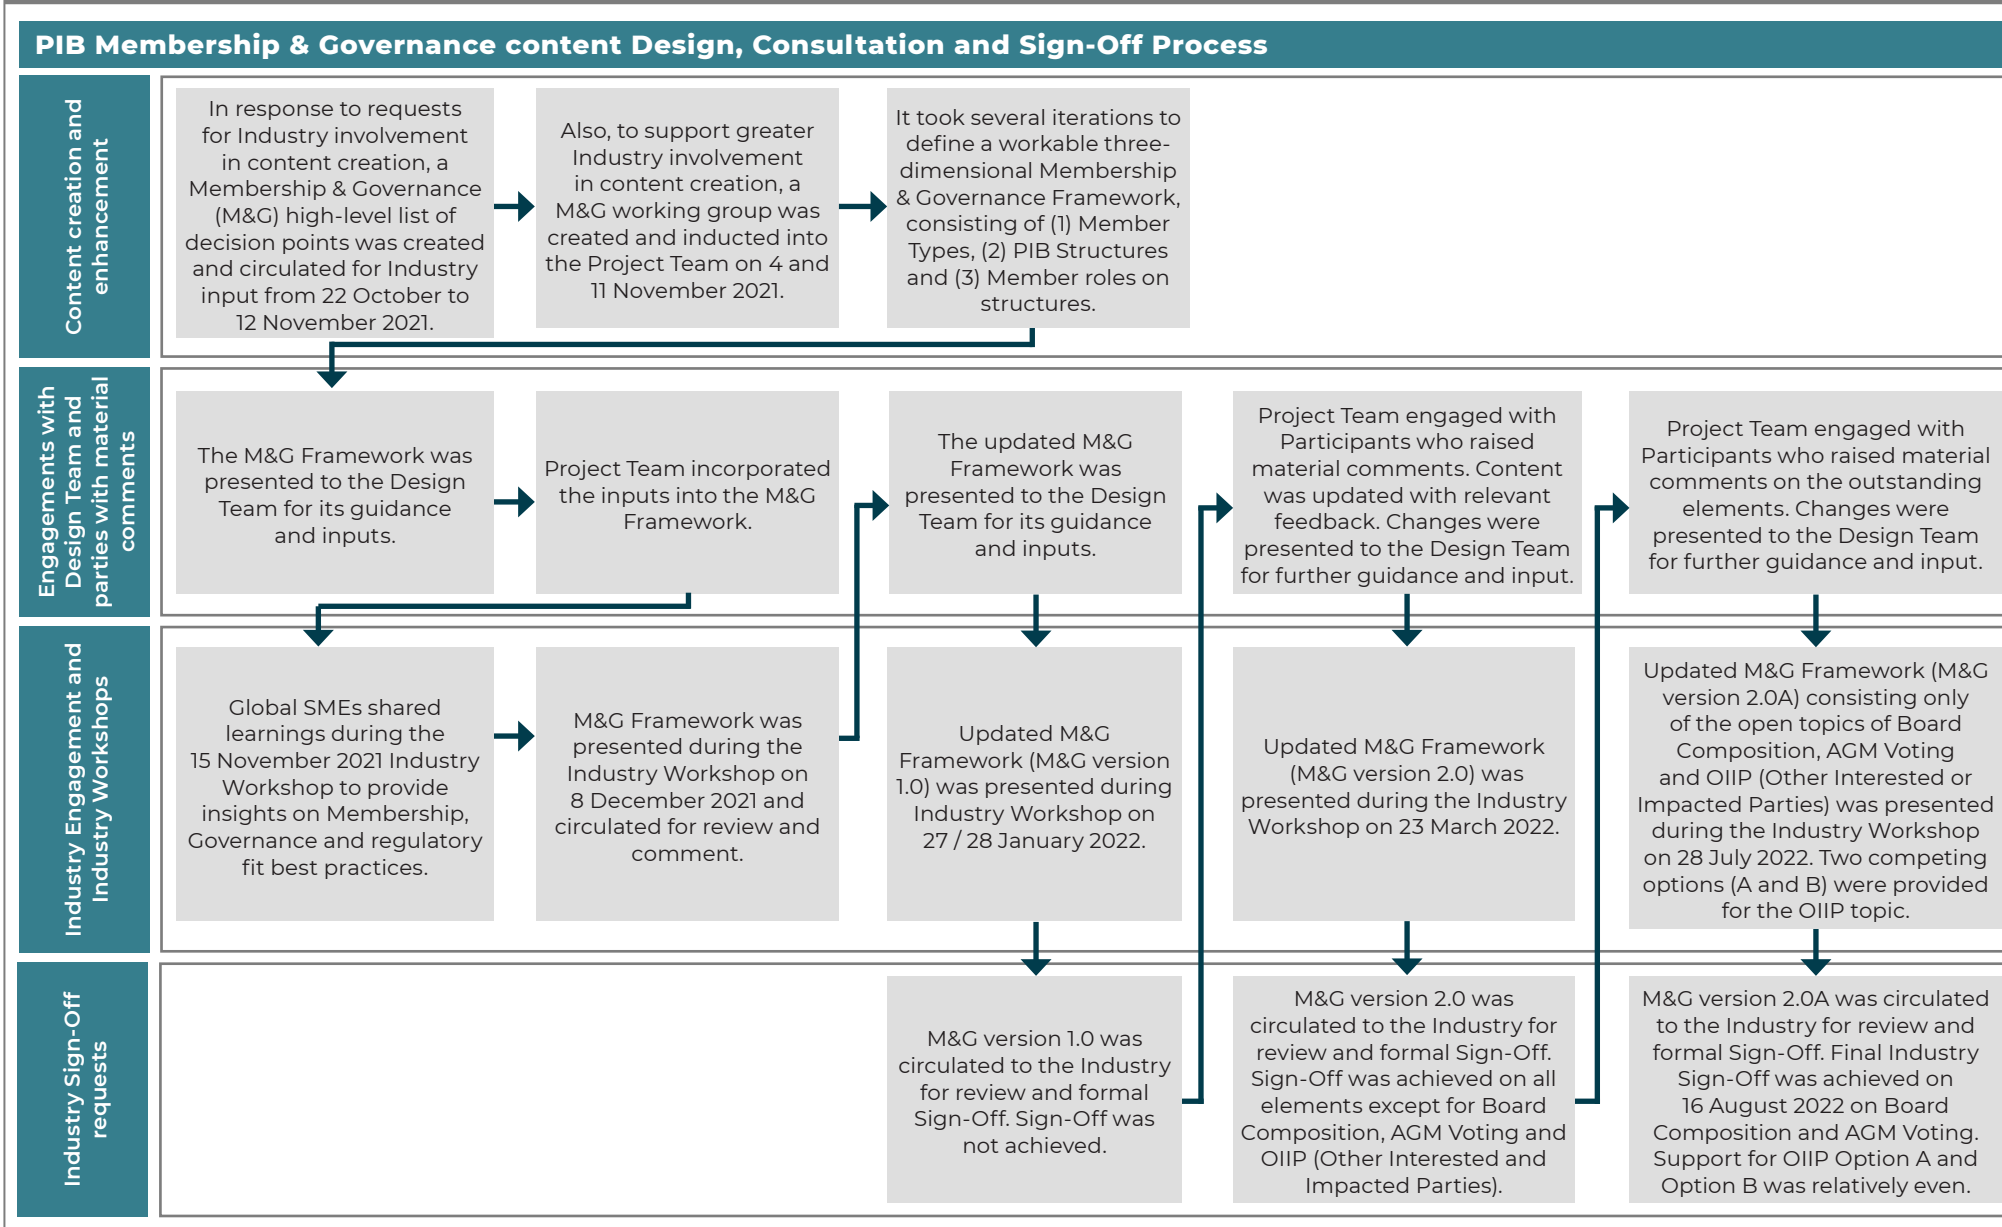 PIB Membership & Governance content Design, Consultation and Sign-Off Process
Content creation and
enhancement
In response to requests
for Industry involvement
in content creation, a
Membership & Governance
(M&G) high-level list of
decision points was created
and circulated for Industry
input from 22 October to
12 November 2021.
Also, to support greater
Industry involvement
in content creation, a
M&G working group was
created and inducted into
the Project Team on 4 and
11 November 2021.
It took several iterations to
define a workable three-
dimensional Membership
& Governance Framework,
consisting of (1) Member
Types, (2) PIB Structures
and (3) Member roles on
structures.
Engagements with
Design Team and
parties with material
comments
The M&G Framework was
presented to the Design
Team for its guidance
and inputs.
Project Team incorporated
the inputs into the M&G
Framework.
The updated M&G
Framework was
presented to the Design
Team for its guidance
and inputs.
Project Team engaged with
Participants who raised
material comments. Content
was updated with relevant
feedback. Changes were
presented to the Design Team
for further guidance and input.
Project Team engaged with
Participants who raised material
comments on the outstanding
elements. Changes were
presented to the Design Team
for further guidance and input.
Industry Engagement and
Industry Workshops
Global SMEs shared
learnings during the
15 November 2021 Industry
Workshop to provide
insights on Membership,
Governance and regulatory
fit best practices.
M&G Framework was
presented during the
Industry Workshop on
8 December 2021 and
circulated for review and
comment.
Updated M&G
Framework (M&G version
1.0) was presented during
Industry Workshop on
27 / 28 January 2022.
Updated M&G Framework
(M&G version 2.0) was
presented during the Industry
Workshop on 23 March 2022.
Updated M&G Framework (M&G
version 2.0A) consisting only
of the open topics of Board
Composition, AGM Voting
and OIIP (Other Interested or
Impacted Parties) was presented
during the Industry Workshop
on 28 July 2022. Two competing
options (A and B) were provided
for the OIIP topic.
Industry Sign-Off
requests
M&G version 1.0 was
circulated to the Industry
for review and formal
Sign-Off. Sign-Off was
not achieved.
M&G version 2.0 was
circulated to the Industry for
review and formal Sign-Off.
Sign-Off was achieved on all
elements except for Board
Composition, AGM Voting and
OIIP (Other Interested and
Impacted Parties).
M&G version 2.0A was circulated
to the Industry for review and
formal Sign-Off. Final Industry
Sign-Off was achieved on
16 August 2022 on Board
Composition and AGM Voting.
Support for OIIP Option A and
Option B was relatively even.